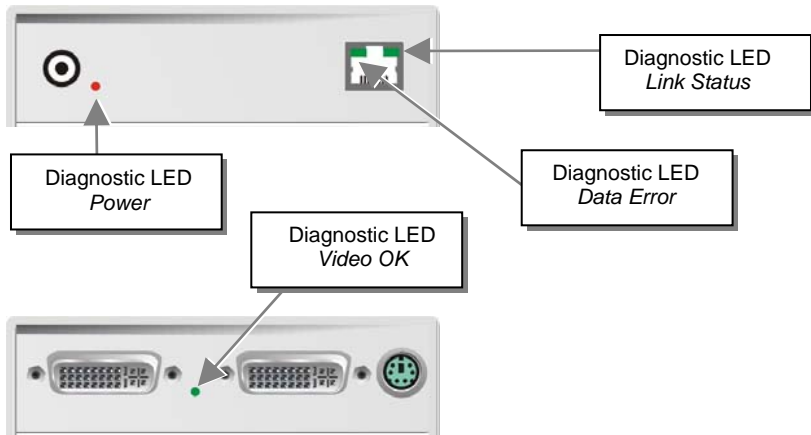 Diagnostic LED
Link Status
Diagnostic LED
Power
Diagnostic LED
Data Error
Diagnostic LED
Video OK